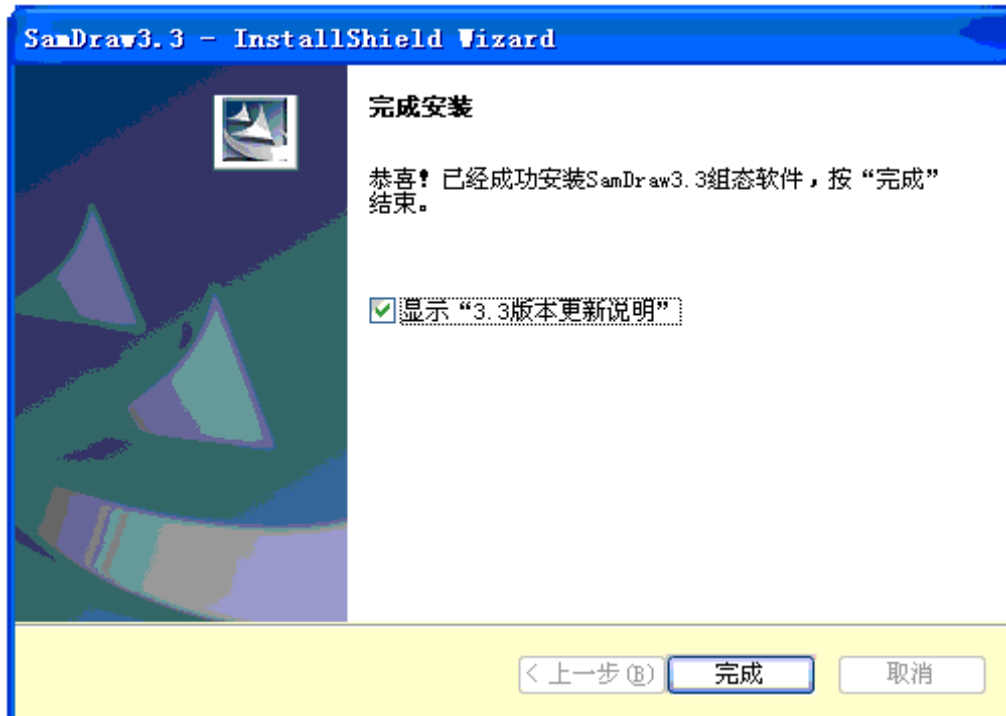 SamDraw3.3 - InstallShield Wizard
完成安装
恭喜！已经成功安装SamDraw3.3组态软件，按“完成”
结束。
显示“3.3版本更新说明”
< 上一步(B) 完成 取消